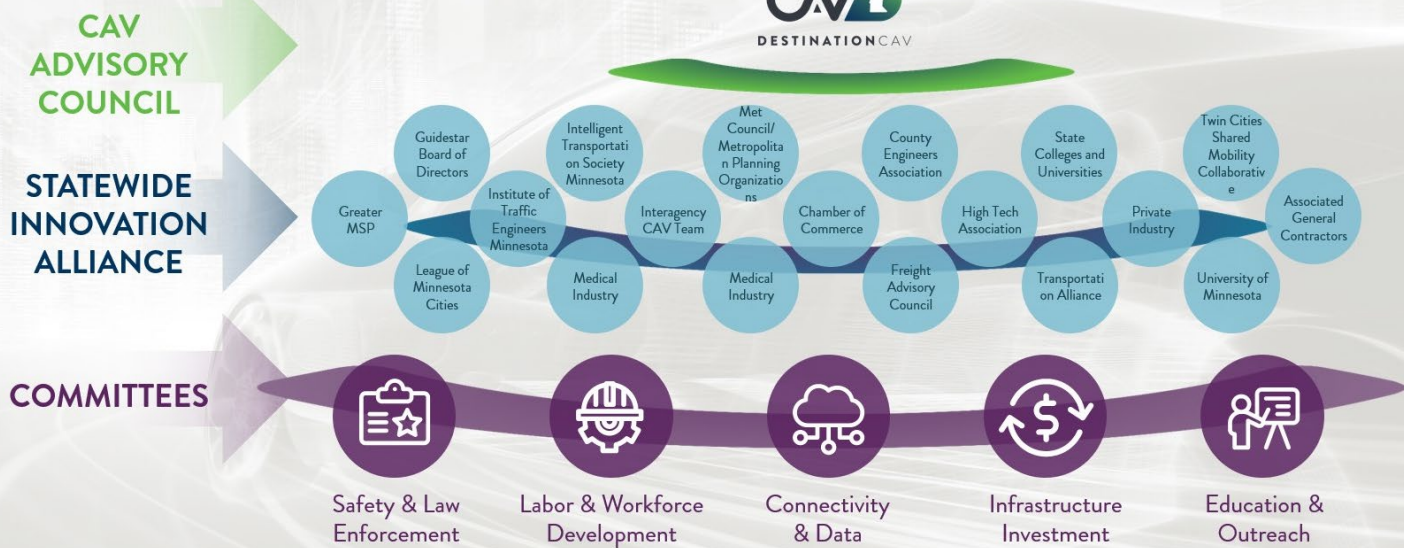 CAV
DESTINATIONCAV
CAV
ADVISORY
COUNCIL
STATEWIDE
INNOVATION
ALLIANCE
Greater
MSP
Guidestar
Board of
Directors
League of
Minnesota
Cities
Institute of
Traffic
Engineers
Minnesota
Intelligent
Transportati
on Society
Minnesota
Medical
Industry
Interagency
CAV Team
Met
Council/
Metropolita
n Planning
Organizatio
ns
Medical
Industry
Chamber of
Commerce
County
Engineers
Association
Freight
Advisory
Council
High Tech
Association
State
Colleges and
Universities
Transportati
on Alliance
Private
Industry
Twin Cities
Shared
Mobility
Collaborativ
e
University of
Minnesota
Associated
General
Contractors
COMMITTEES
Safety & Law
Enforcement
Labor & Workforce
Development
Connectivity
& Data
Infrastructure
Investment
Education &
Outreach